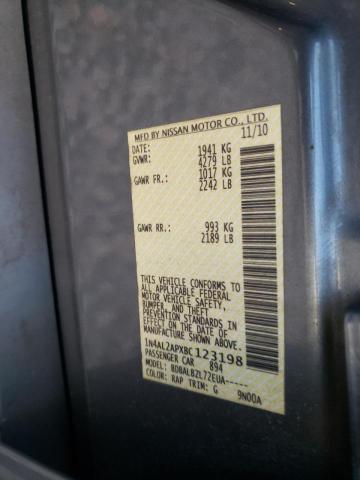 MFD BY NISSAN MOTOR CO., LTD.
DATE: 11/10
GVWR: 1941 KG
4279 LB
GAWR FR.: 1017 KG
2242 LB
GAWR RR.: 993 KG
2189 LB
THIS VEHICLE CONFORMS TO
ALL APPLICABLE FEDERAL
MOTOR VEHICLE SAFETY,
BUMPER, AND THEFT
PREVENTION STANDARDS IN
EFFECT ON THE DATE OF
MANUFACTURE SHOWN ABOVE.
1N4AL2APXBC123198
PASSENGER CAR 894
BDBALBZL72EUA-----
COLOR: RAP TRIM: G 9N00A